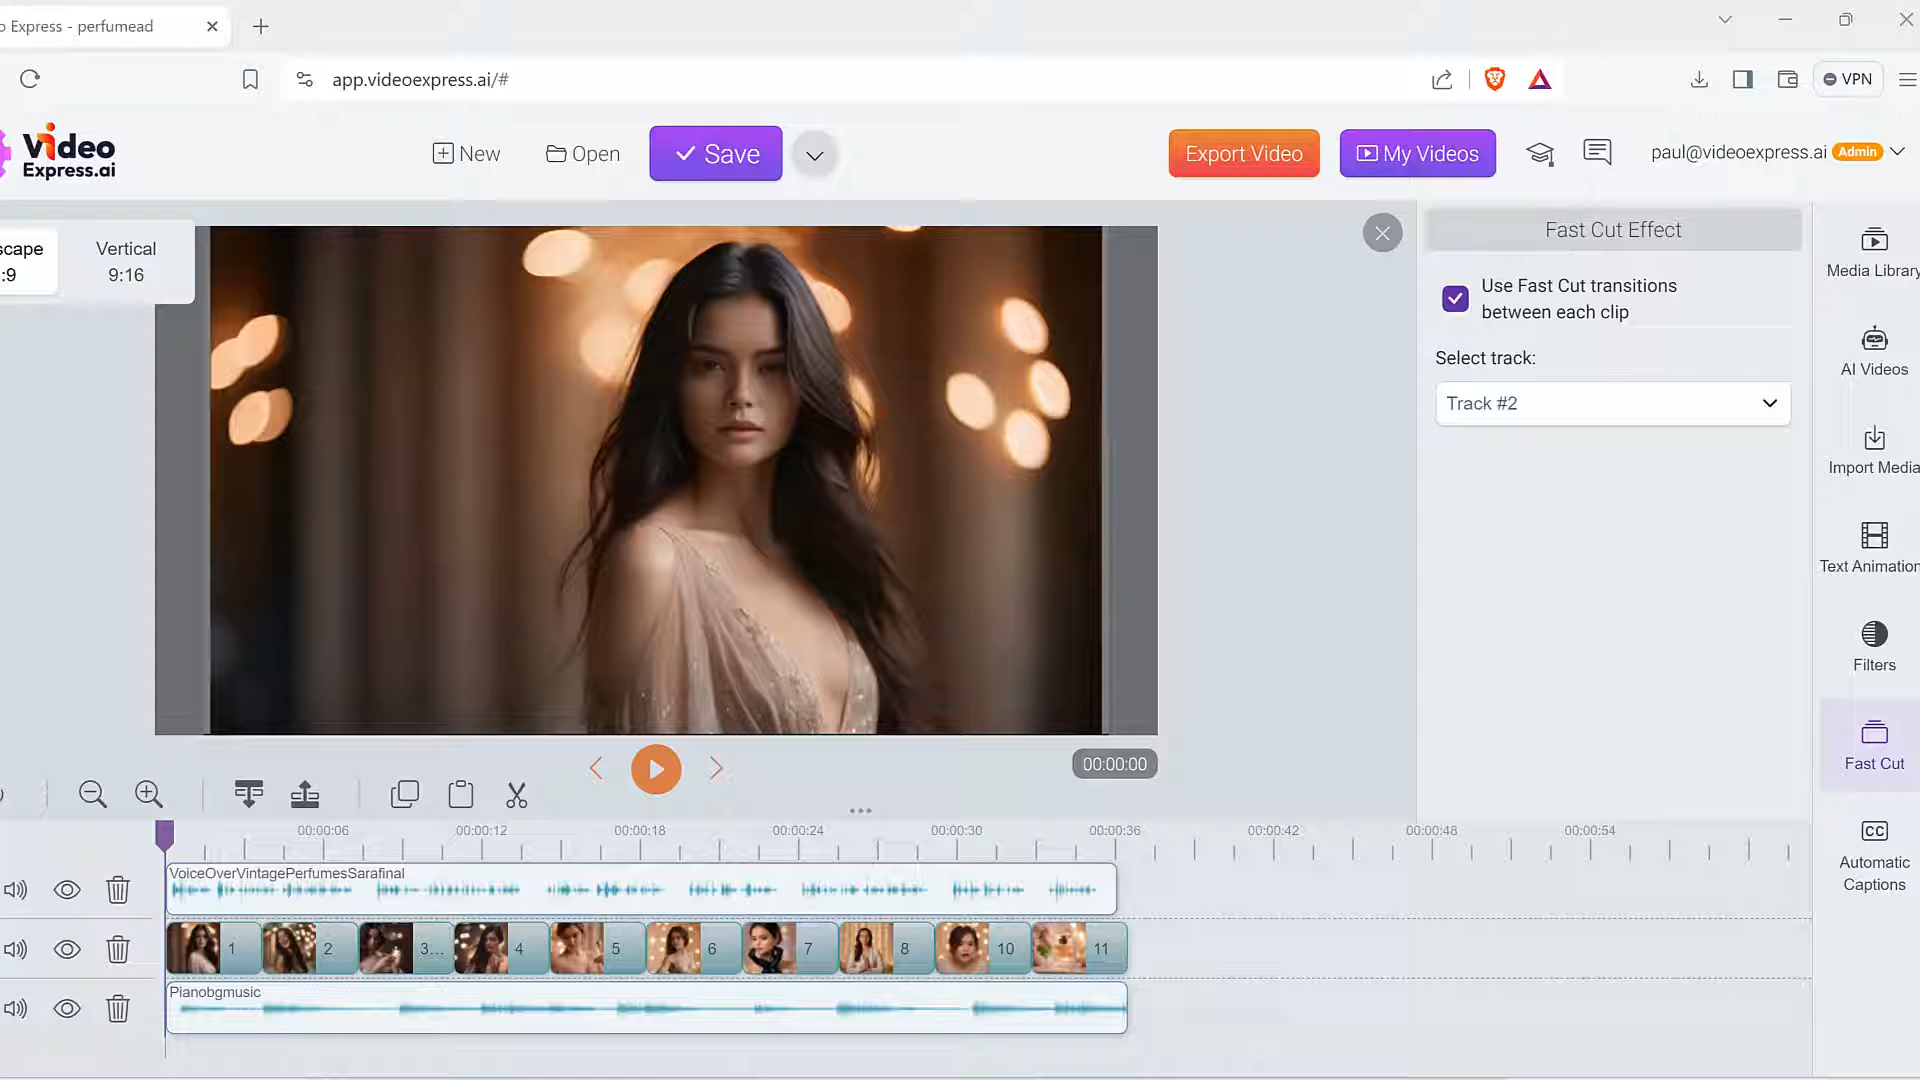 o Express - perfumead
app.videoexpress.ai/#
VPN
Video
Express.ai
New
Open
Save
Export Video
My Videos
paul@videoexpress.ai
Admin
scape
:9
Vertical
9:16
Fast Cut Effect
Use Fast Cut transitions
between each clip
Select track:
Track #2
Media Library
AI Videos
Import Media
Text Animation
Filters
Fast Cut
CC
Automatic
Captions
00:00:00
00:00:06
00:00:12
00:00:18
00:00:24
00:00:30
00:00:36
00:00:42
00:00:48
00:00:54
VoiceOverVintagePerfumesSarafinal
1
2
3...
4
5
6
7
8
10
11
Pianobgmusic